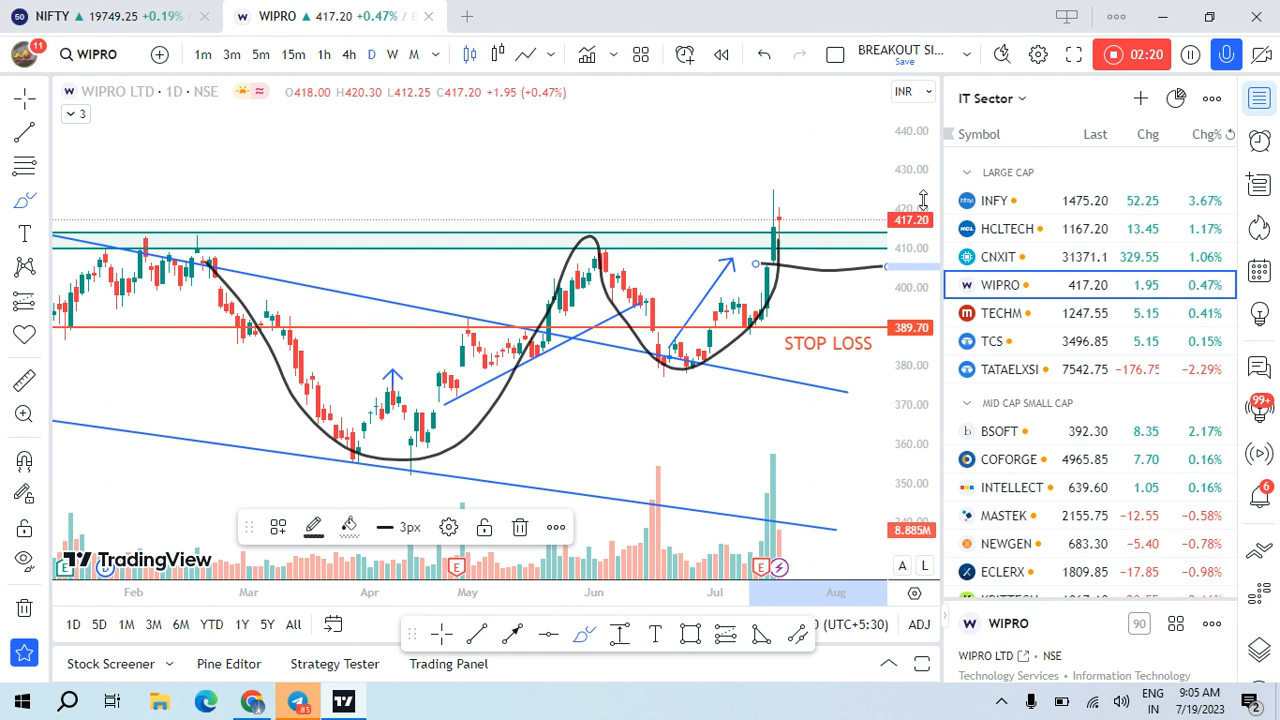 50 NIFTY ▲ 19749.25 +0.19% /
W WIPRO ▲ 417.20 +0.47% /
11
WIPRO
1m 3m 5m 15m 1h 4h D W M
BREAKOUT SI...
Save
02:20
WIPRO LTD · 1D · NSE
O418.00 H420.30 L412.25 C417.20 +1.95 (+0.47%)
3
INR
440.00
430.00
417.20
410.00
400.00
389.70
380.00
370.00
360.00
350.00
8.885M
STOP LOSS
3px
TradingView
E
E
E
A L
Feb Mar Apr May Jun Jul Aug
1D 5D 1M 3M 6M YTD 1Y 5Y All
(UTC+5:30)
ADJ
Stock Screener
Pine Editor
Strategy Tester
Trading Panel
IT Sector
Symbol Last Chg Chg%
LARGE CAP
INFY 1475.20 52.25 3.67%
HCLTECH 1167.20 13.45 1.17%
CNXIT 31371.1 329.55 1.06%
WIPRO 417.20 1.95 0.47%
TECHM 1247.55 5.15 0.41%
TCS 3496.85 5.15 0.15%
TATAELXSI 7542.75 -176.75 -2.29%
MID CAP SMALL CAP
BSOFT 392.30 8.35 2.17%
COFORGE 4965.85 7.70 0.16%
INTELLECT 639.60 1.05 0.16%
MASTEK 2155.75 -12.55 -0.58%
NEWGEN 683.30 -5.40 -0.78%
ECLERX 1809.85 -17.85 -0.98%
WIPRO
90
WIPRO LTD · NSE
Technology Services · Information Technology
99+
6
85
ENG
IN
9:05 AM
7/19/2023
2